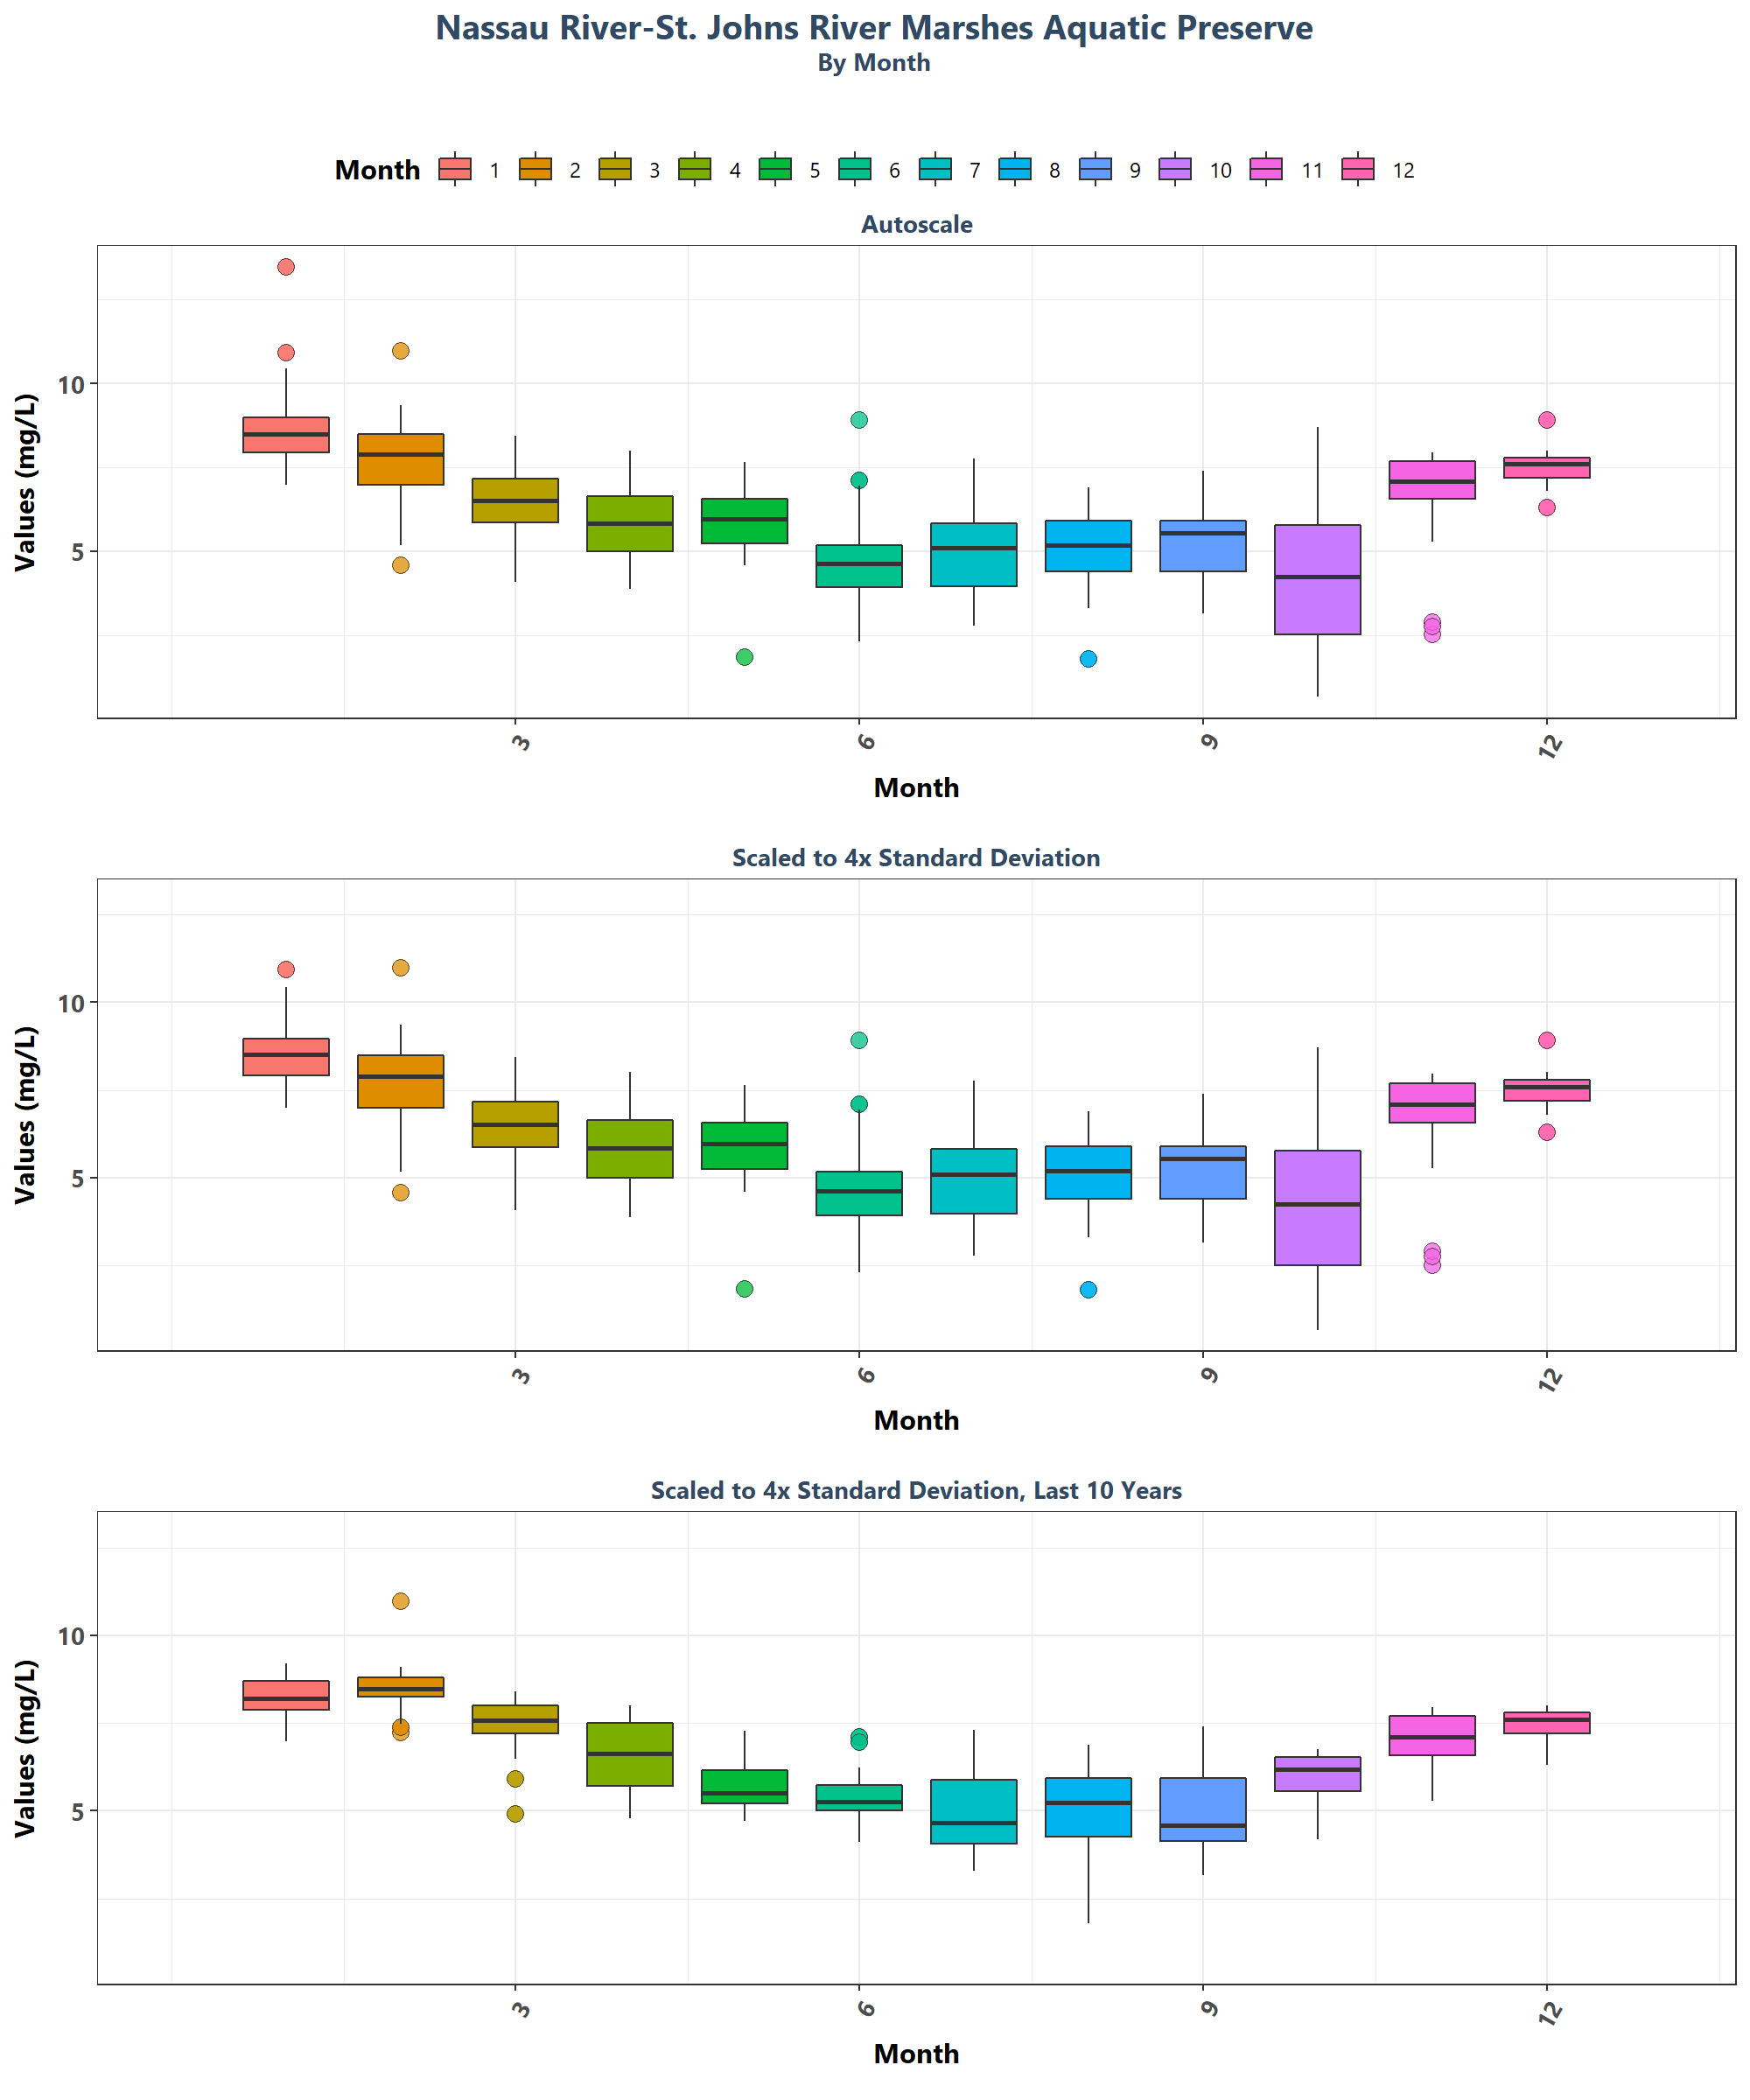 Nassau River-St. Johns River Marshes Aquatic Preserve
By Month
Month 1 2 3 4 5 6 7 8 9 10 11 12
Autoscale
Values (mg/L)
10
5
3 6 9 12
Month
Scaled to 4x Standard Deviation
Values (mg/L)
10
5
3 6 9 12
Month
Scaled to 4x Standard Deviation, Last 10 Years
Values (mg/L)
10
5
3 6 9 12
Month